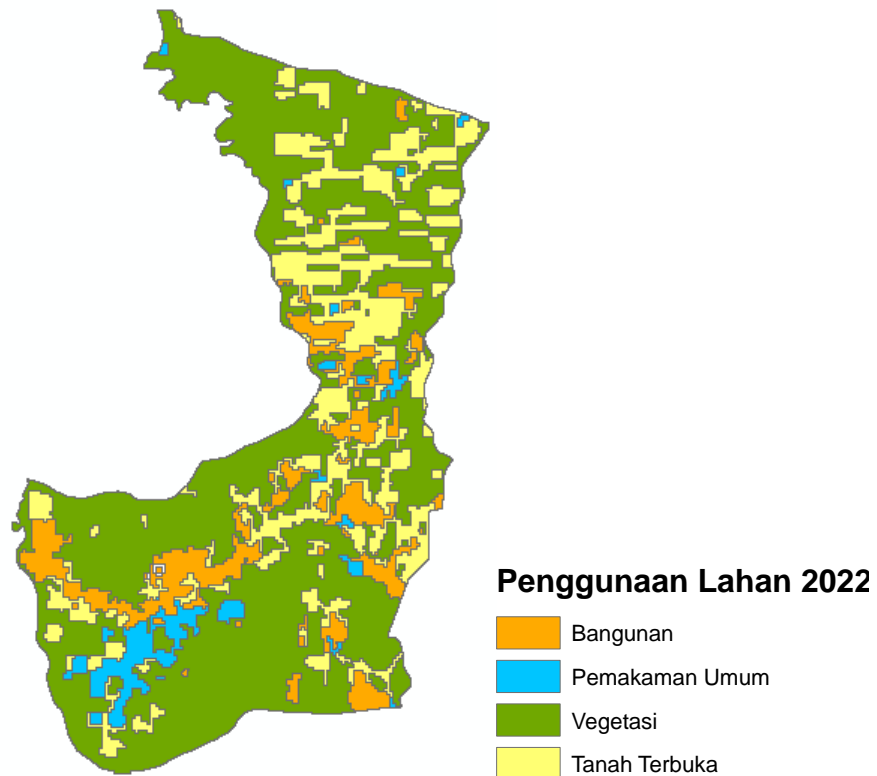 Penggunaan Lahan 2022
Bangunan
Pemakaman Umum
Vegetasi
Tanah Terbuka